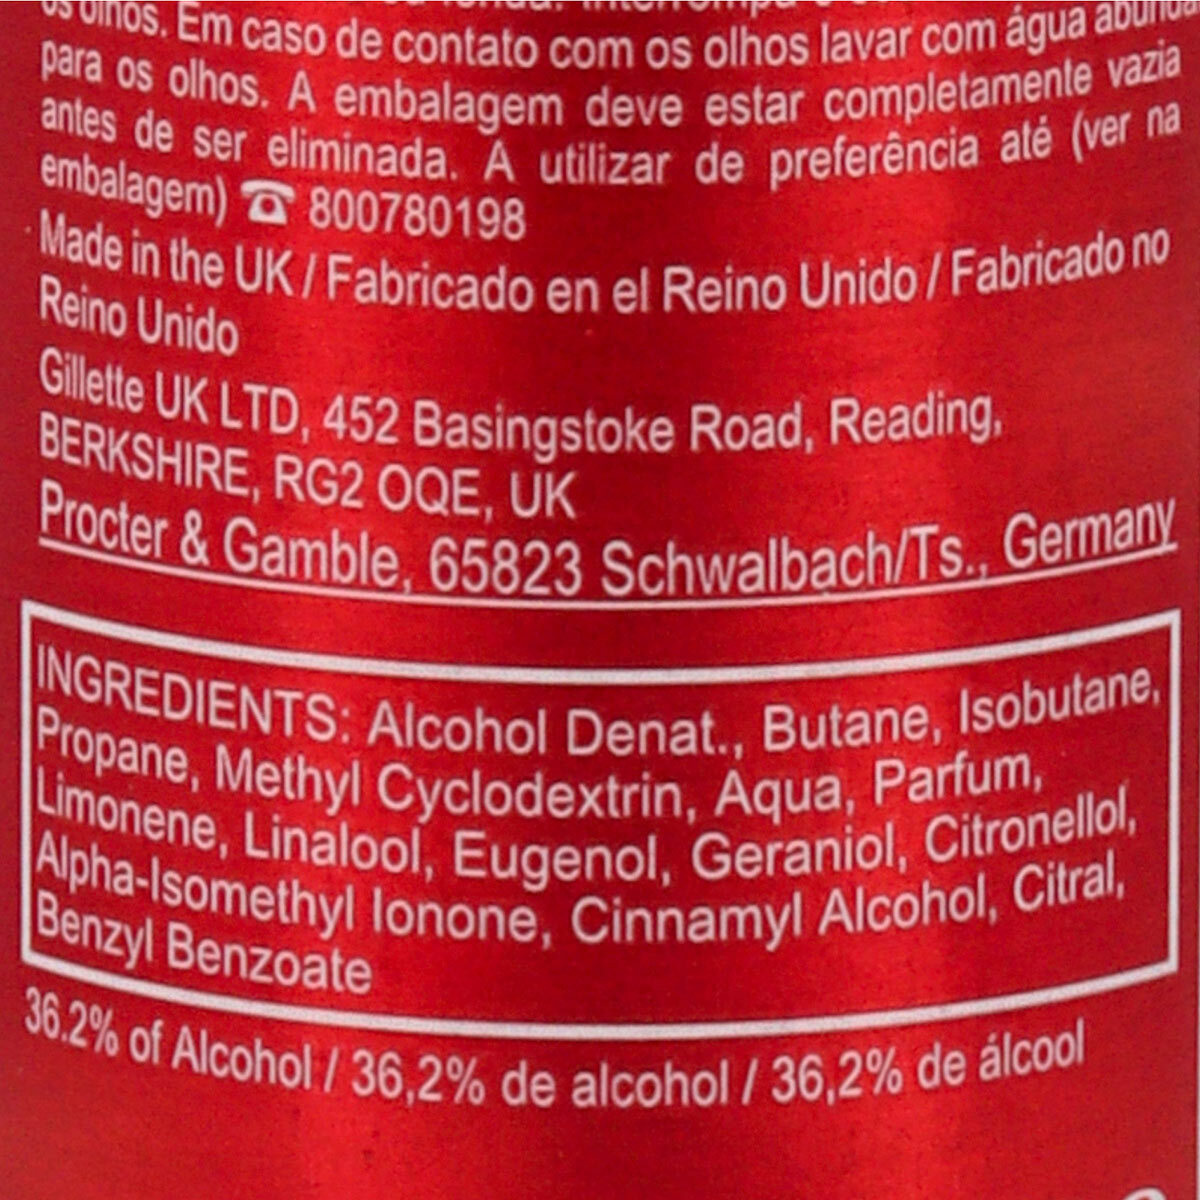 os olhos. Em caso de contato com os olhos lavar com água
para os olhos. A embalagem deve estar completamente vazia
antes de ser eliminada. A utilizar de preferência até (ver na
embalagem) ☎ 800780198
Made in the UK / Fabricado en el Reino Unido / Fabricado no
Reino Unido
Gillette UK LTD, 452 Basingstoke Road, Reading,
BERKSHIRE, RG2 OQE, UK
Procter & Gamble, 65823 Schwalbach/Ts., Germany
INGREDIENTS: Alcohol Denat., Butane, Isobutane,
Propane, Methyl Cyclodextrin, Aqua, Parfum,
Limonene, Linalool, Eugenol, Geraniol, Citronellol,
Alpha-Isomethyl Ionone, Cinnamyl Alcohol, Citral,
Benzyl Benzoate
36.2% of Alcohol / 36,2% de alcohol / 36,2% de álcool